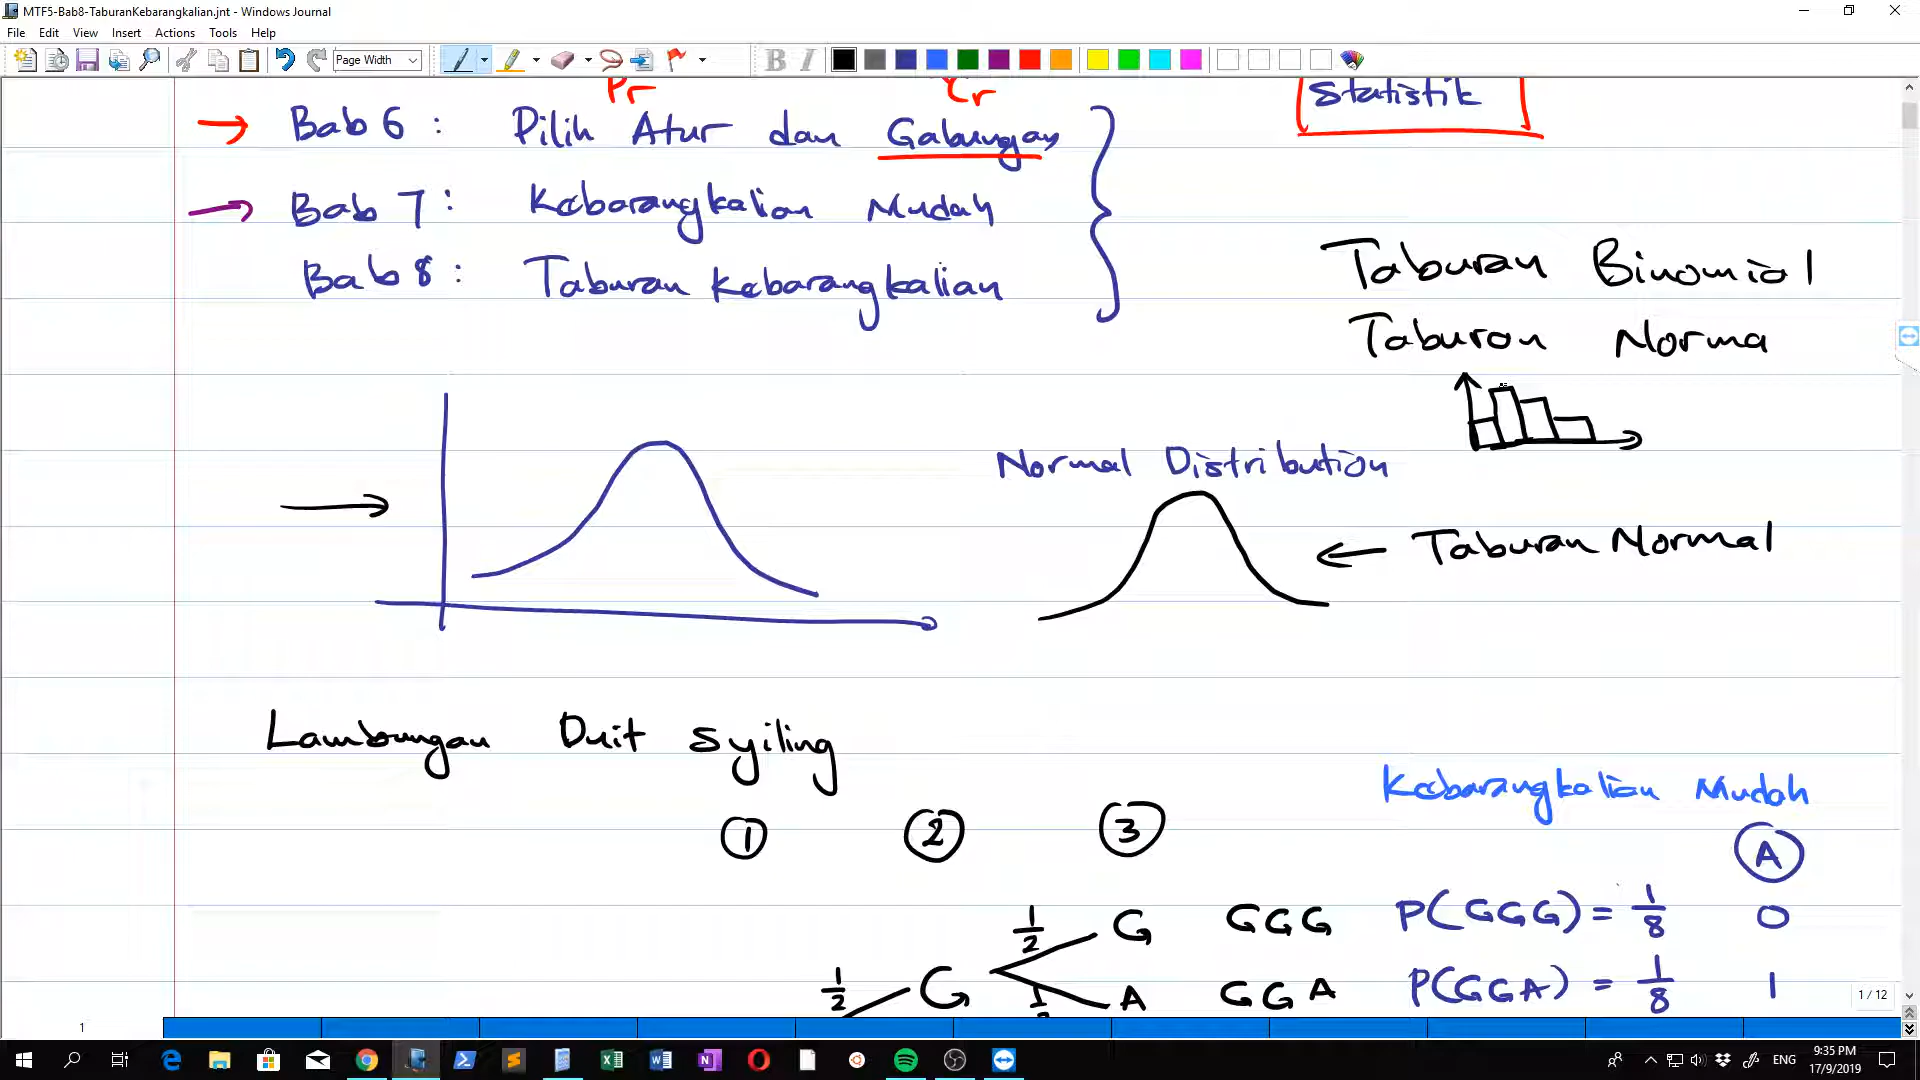 MTF5-Bab8-TaburanKebarangkalian.jnt - Windows Journal
File Edit View Insert Actions Tools Help
Page Width B I
Pr Cr
Statistik
Bab 6 : Pilih Atur dan Gabungan
Bab 7 : Kebarangkalian Mudah
Bab 8 : Taburan Kebarangkalian
Taburan Binomial
Taburan Norma
Normal Distribution
Taburan Normal
Lambungan Duit Syiling
Kebarangkalian Mudah
1 2 3
A
1/2 G GGG P(GGG) = 1/8 0
1/2 G 1/2 A GGA P(GGA) = 1/8 1
1 / 12
1
ENG
9:35 PM
17/9/2019